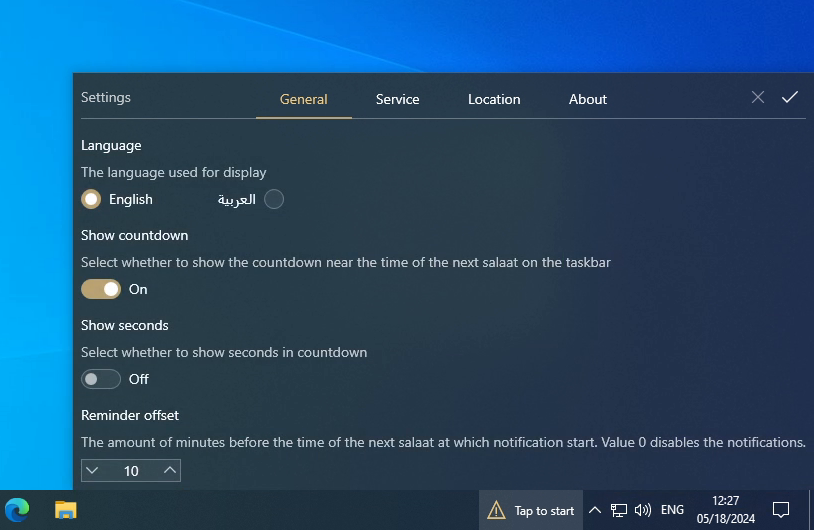 Settings
General
Service
Location
About
Language
The language used for display
English
العربية
Show countdown
Select whether to show the countdown near the time of the next salaat on the taskbar
On
Show seconds
Select whether to show seconds in countdown
Off
Reminder offset
The amount of minutes before the time of the next salaat at which notification start. Value 0 disables the notifications.
10
Tap to start
ENG
12:27
05/18/2024